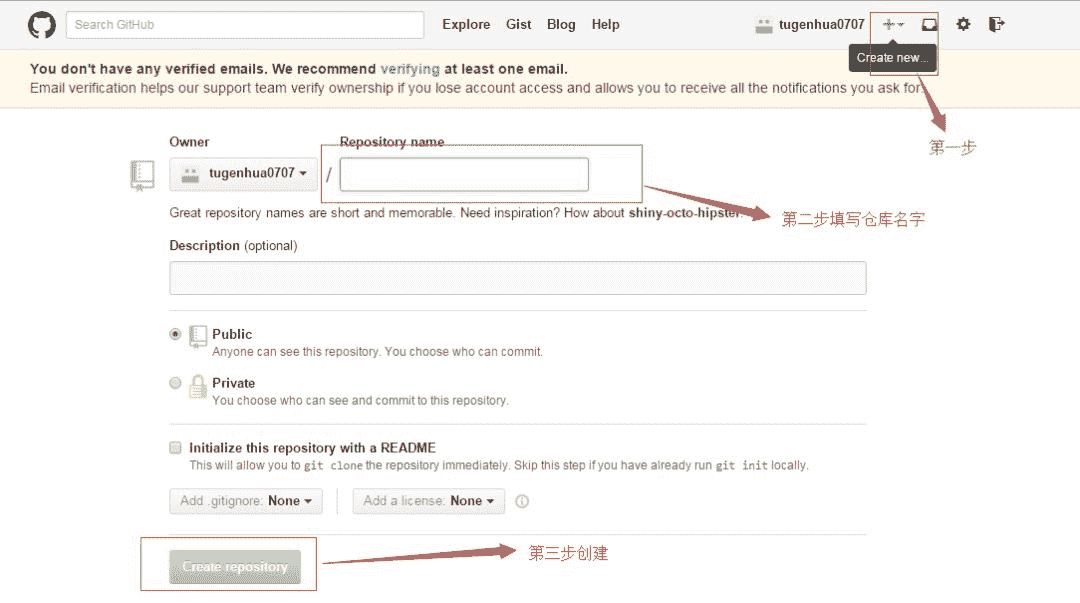 Search GitHub
Explore Gist Blog Help
tugenhua0707
Create new...
You don't have any verified emails. We recommend verifying at least one email.
Email verification helps our support team verify ownership if you lose account access and allows you to receive all the notifications you ask for.
第一步
Owner
Repository name
tugenhua0707
/
第二步填写仓库名字
Great repository names are short and memorable. Need inspiration? How about shiny-octo-hipster.
Description (optional)
Public
Anyone can see this repository. You choose who can commit.
Private
You choose who can see and commit to this repository.
Initialize this repository with a README
This will allow you to git clone the repository immediately. Skip this step if you have already run git init locally.
Add .gitignore: None
Add a license: None
Create repository
第三步创建